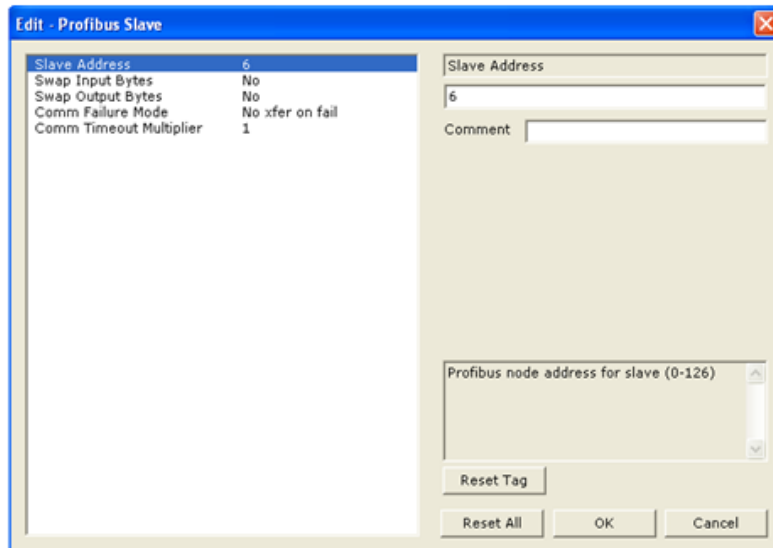 Edit - Profibus Slave
Slave Address 6
Swap Input Bytes No
Swap Output Bytes No
Comm Failure Mode No xfer on fail
Comm Timeout Multiplier 1
Slave Address
6
Comment
Profibus node address for slave (0-126)
Reset Tag
Reset All OK Cancel